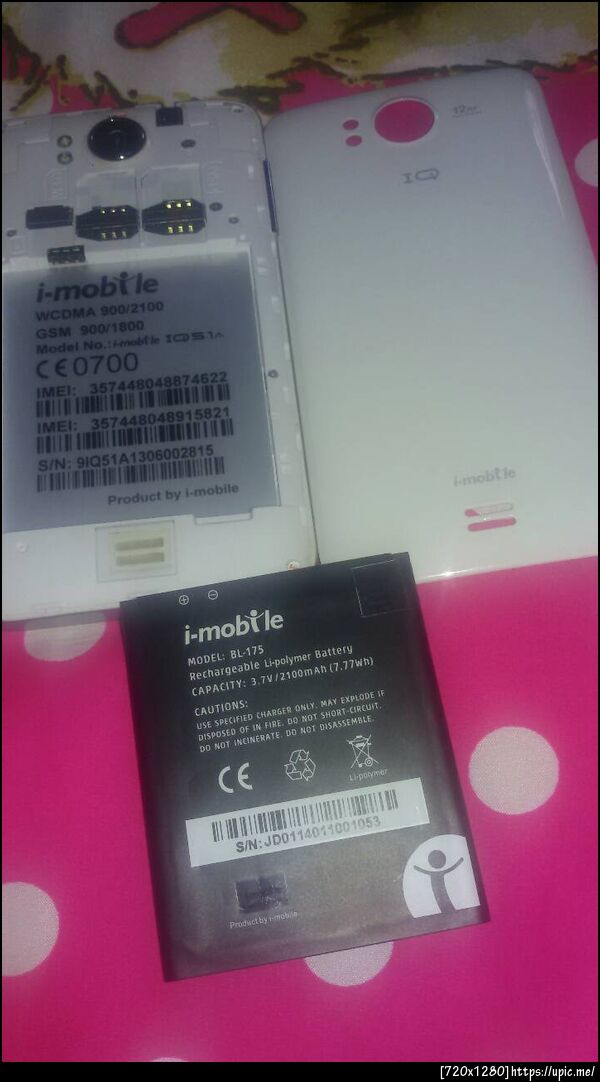 12MP
IQ
i-mobile
WCDMA 900/2100
GSM 900/1800
Model No.: i-mobile IQ51A
CE0700
IMEI: 357448048874622
IMEI: 357448048915821
S/N: 9iQ51A1306002815
Product by i-mobile
i-mobile
i-mobile
MODEL: BL-175
Rechargeable Li-polymer Battery
CAPACITY: 3.7V/2100mAh (7.77Wh)
CAUTIONS:
USE SPECIFIED CHARGER ONLY. MAY EXPLODE IF
DISPOSED OF IN FIRE. DO NOT SHORT-CIRCUIT.
DO NOT INCINERATE. DO NOT DISASSEMBLE.
CE
Li-polymer
S/N: JD0114011001053
Product by i-mobile
[720x1280]https://upic.me/